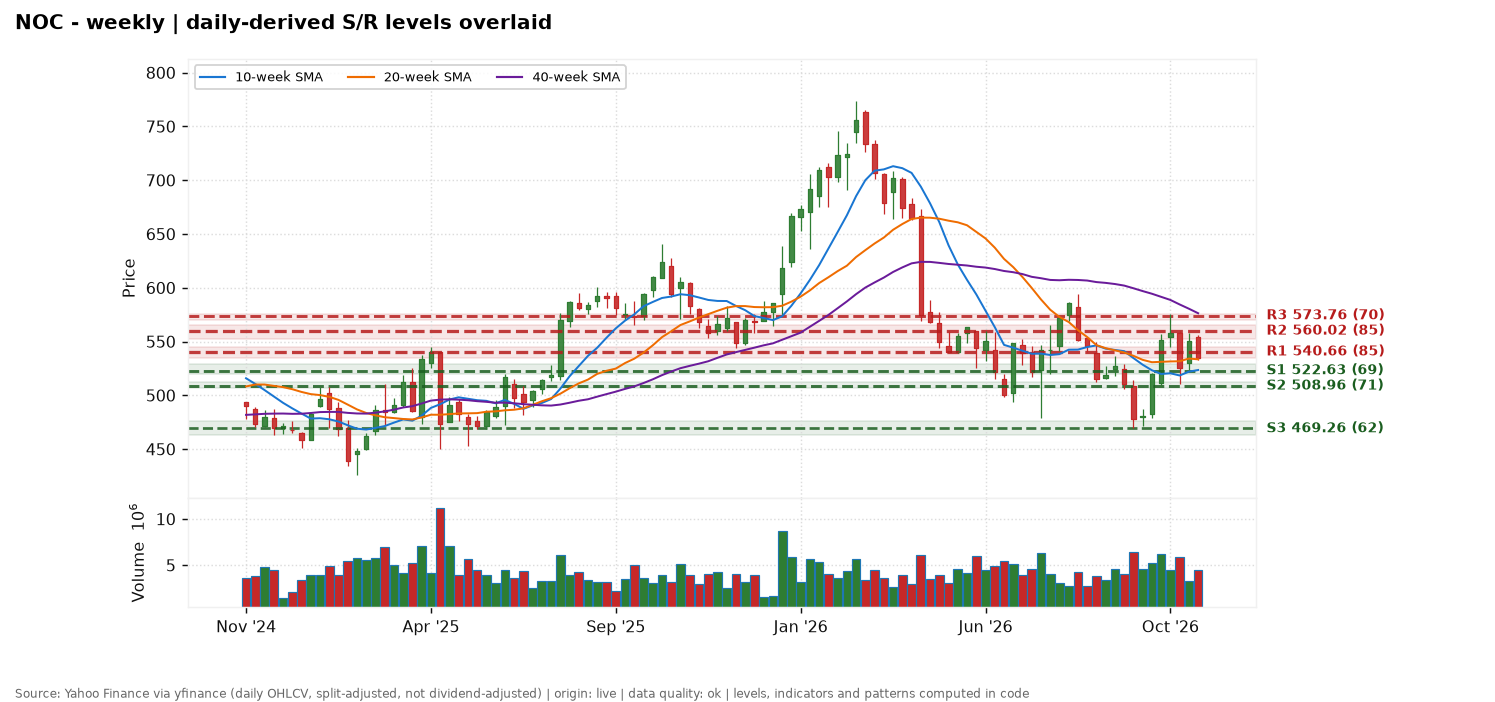 NOC - weekly | daily-derived S/R levels overlaid
10-week SMA 20-week SMA 40-week SMA
800
750
700
650
600
550
500
450
Price
R3 573.76 (70)
R2 560.02 (85)
R1 540.66 (85)
S1 522.63 (69)
S2 508.96 (71)
S3 469.26 (62)
10
5
Volume 10⁶
Nov '24 Apr '25 Sep '25 Jan '26 Jun '26 Oct '26
Source: Yahoo Finance via yfinance (daily OHLCV, split-adjusted, not dividend-adjusted) | origin: live | data quality: ok | levels, indicators and patterns computed in code